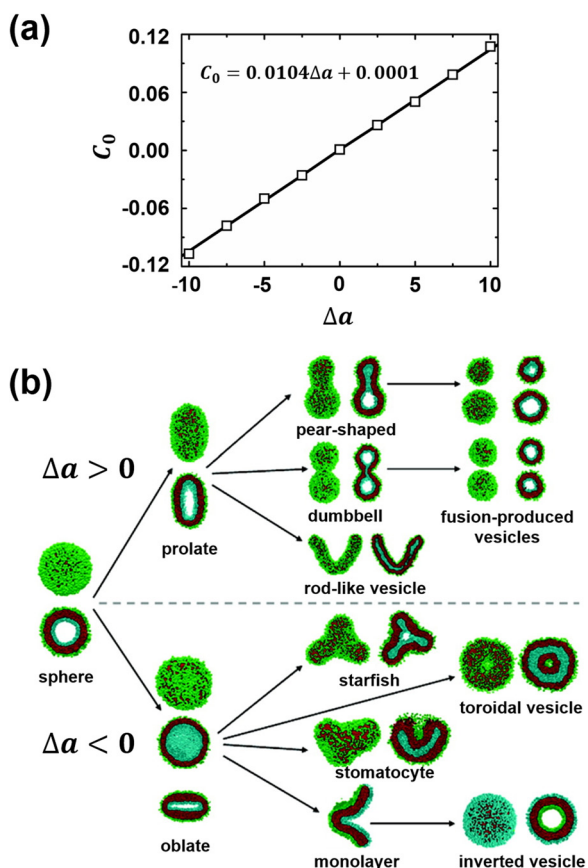 (a)
0.12
0.06
0.00
-0.06
-0.12
C₀
C₀ = 0.0104Δa + 0.0001
-10
-5
0
5
10
Δa
(b)
Δa > 0
pear-shaped
prolate
dumbbell
fusion-produced
vesicles
rod-like vesicle
sphere
starfish
toroidal vesicle
Δa < 0
stomatocyte
oblate
monolayer
inverted vesicle